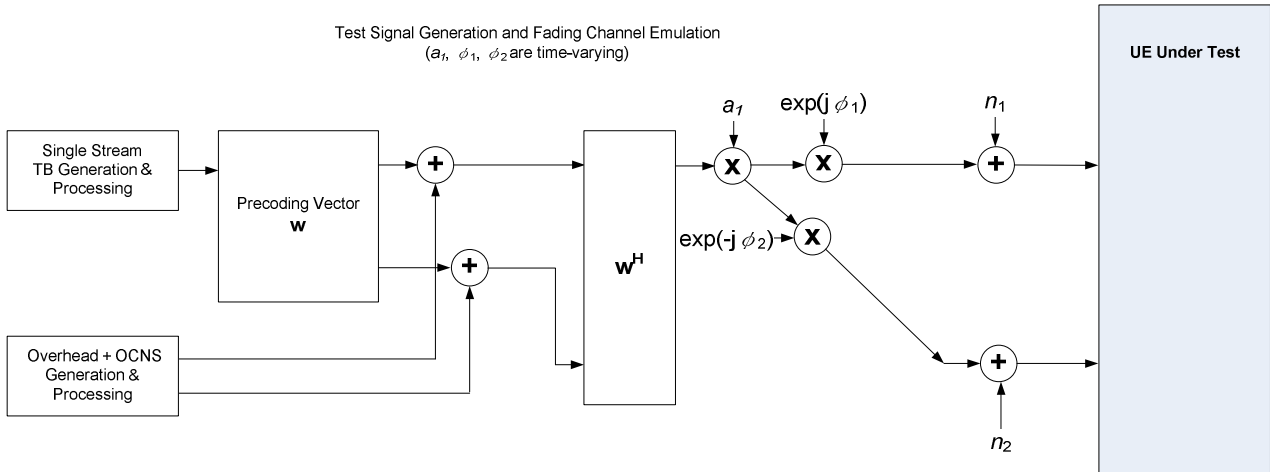 Test Signal Generation and Fading Channel Emulation
(a₁, ϕ₁, ϕ₂ are time-varying)
UE Under Test
a₁
exp(j ϕ₁)
n₁
Single Stream
TB Generation &
Processing
Precoding Vector
w
+
x
x
+
exp(-j ϕ₂)
x
+
wᴴ
Overhead + OCNS
Generation &
Processing
+
n₂